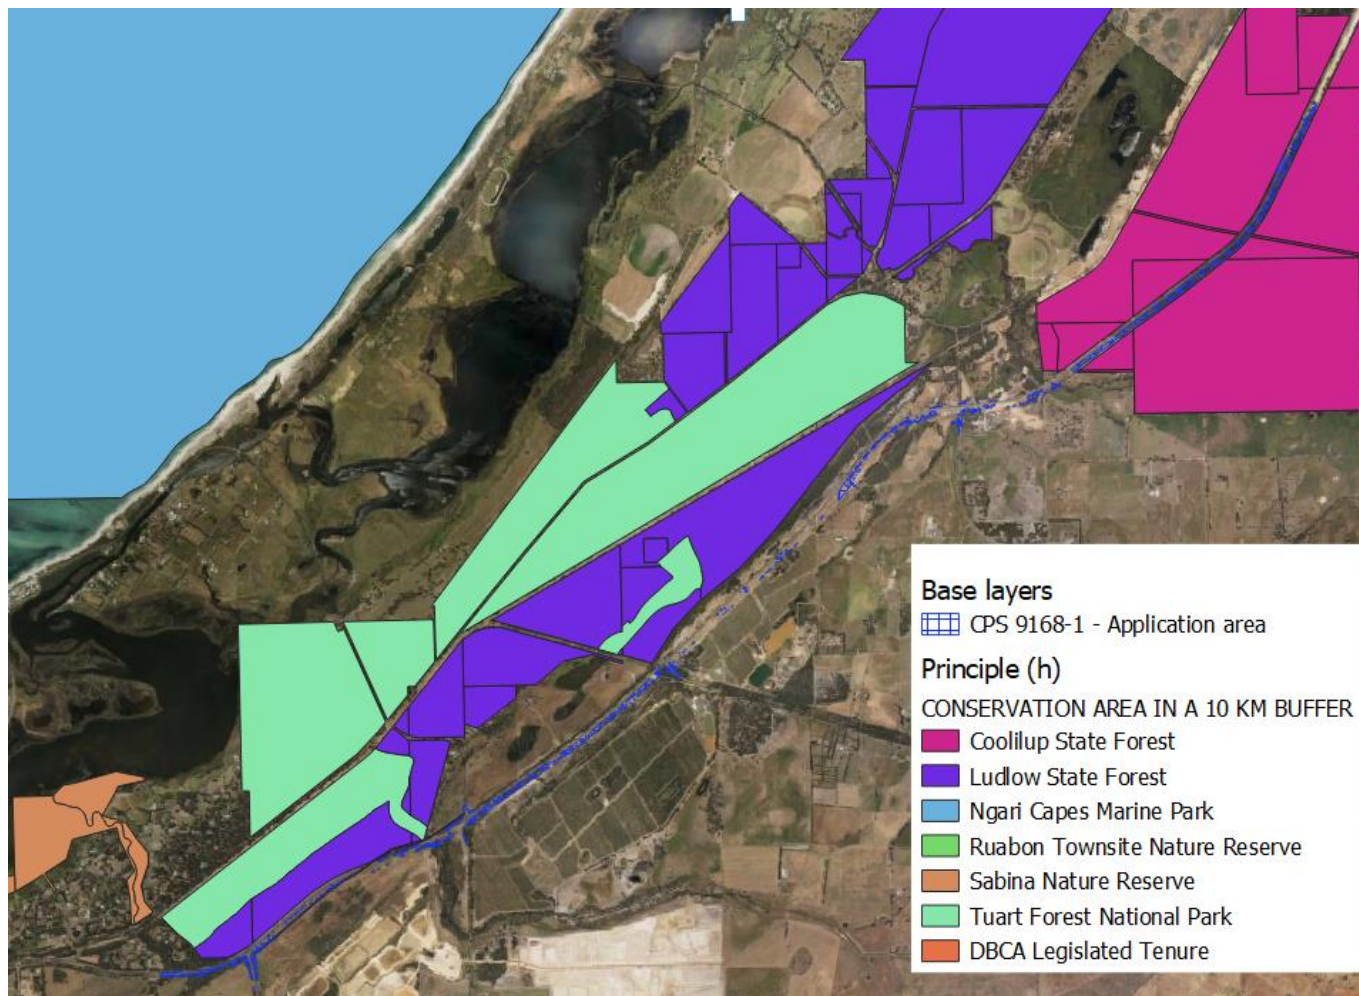 Base layers
CPS 9168-1 - Application area
Principle (h)
CONSERVATION AREA IN A 10 KM BUFFER
Coolilup State Forest
Ludlow State Forest
Ngari Capes Marine Park
Ruabon Townsite Nature Reserve
Sabina Nature Reserve
Tuart Forest National Park
DBCA Legislated Tenure